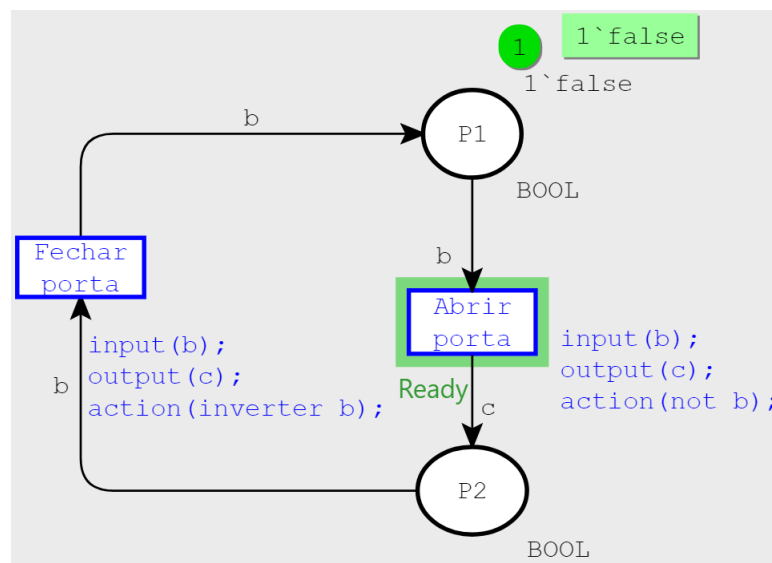 1
1`false
1`false
b
P1
BOOL
Fechar
porta
b
Abrir
porta
input(b);
output(c);
action(inverter b);
b
Ready
c
input(b);
output(c);
action(not b);
P2
BOOL